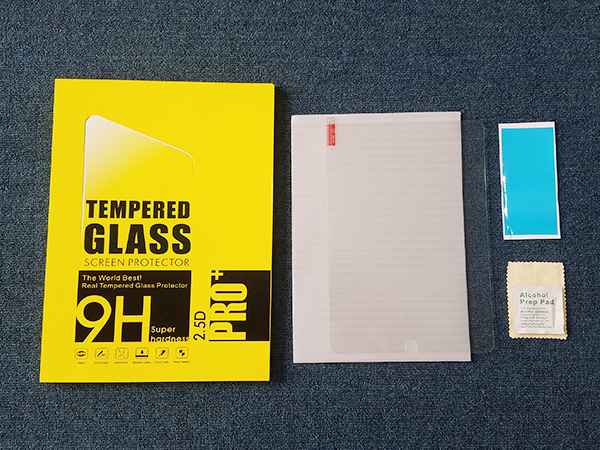 TEMPERED
GLASS
SCREEN PROTECTOR
The World Best!
Real Tempered Glass Protector
9H
Super
hardness
2.5D
PRO+
Alcohol
Prep Pad